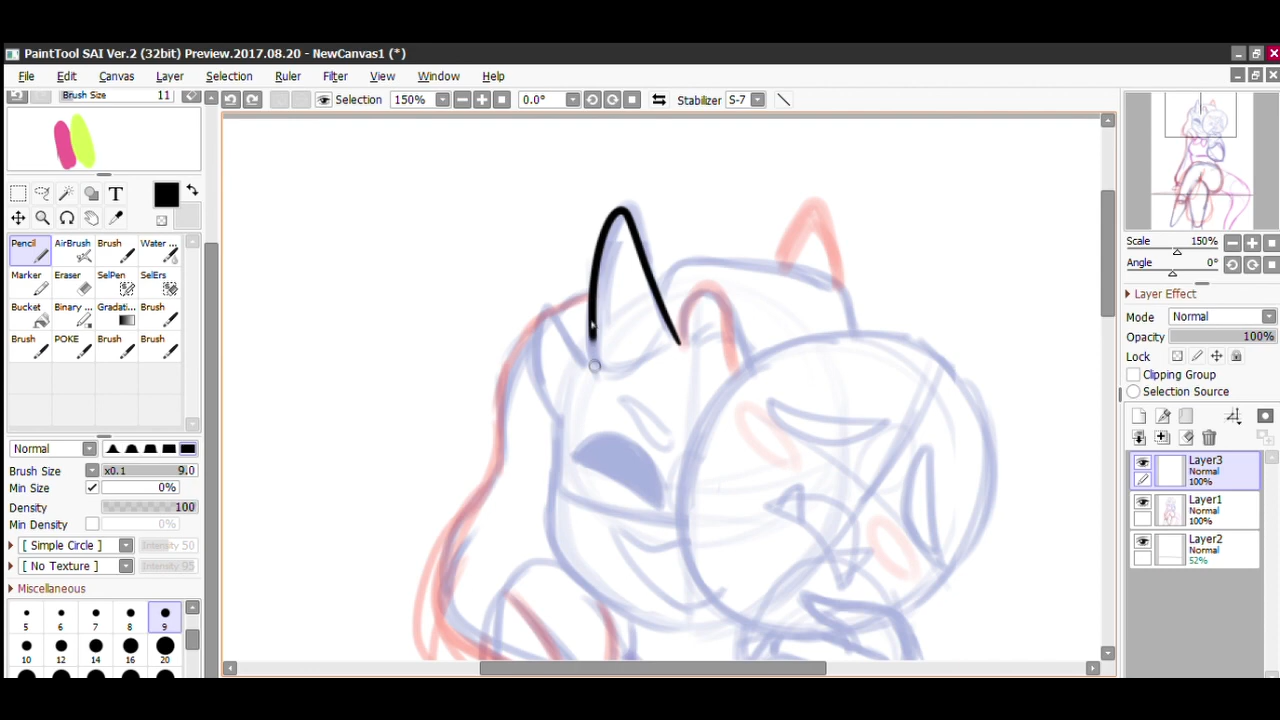 PaintTool SAI Ver.2 (32bit) Preview.2017.08.20 - NewCanvas1 (*)
File Edit Canvas Layer Selection Ruler Filter View Window Help
Brush Size 11
Selection 150% 0.0° Stabilizer S-7
T
Pencil AirBrush Brush Water ...
Marker Eraser SelPen SelErs
Bucket Binary ... Gradati... Brush
Brush POKE Brush Brush
Normal
Brush Size x0.1 9.0
Min Size 0%
Density 100
Min Density 0%
[ Simple Circle ] Intensity 50
[ No Texture ] Intensity 95
Miscellaneous
5 6 7 8 9
10 12 14 16 20
Scale 150%
Angle 0°
Layer Effect
Mode Normal
Opacity 100%
Lock
Clipping Group
Selection Source
Layer3
Normal
100%
Layer1
Normal
100%
Layer2
Normal
52%